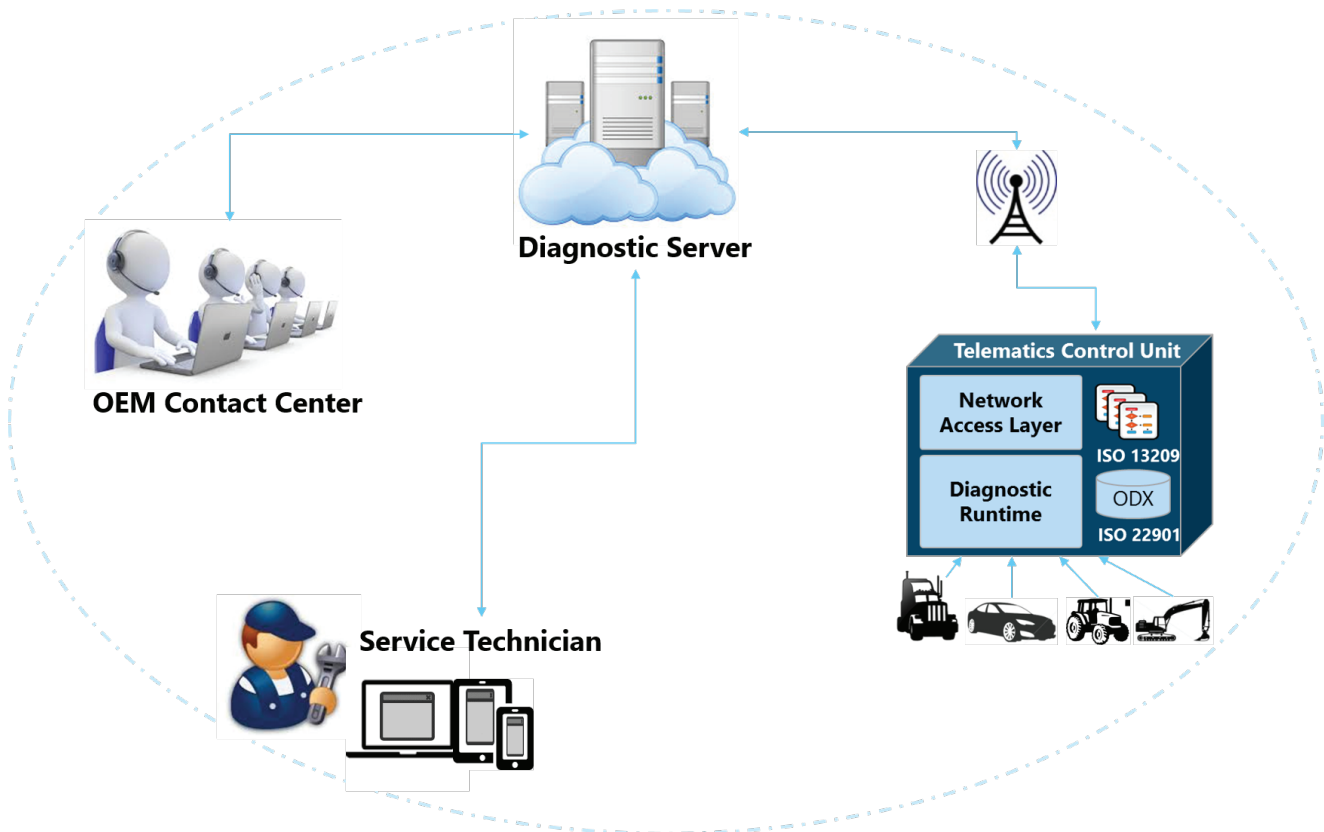 Diagnostic Server
OEM Contact Center
Telematics Control Unit
Network
Access Layer
ISO 13209
Diagnostic
Runtime
ODX
ISO 22901
Service Technician